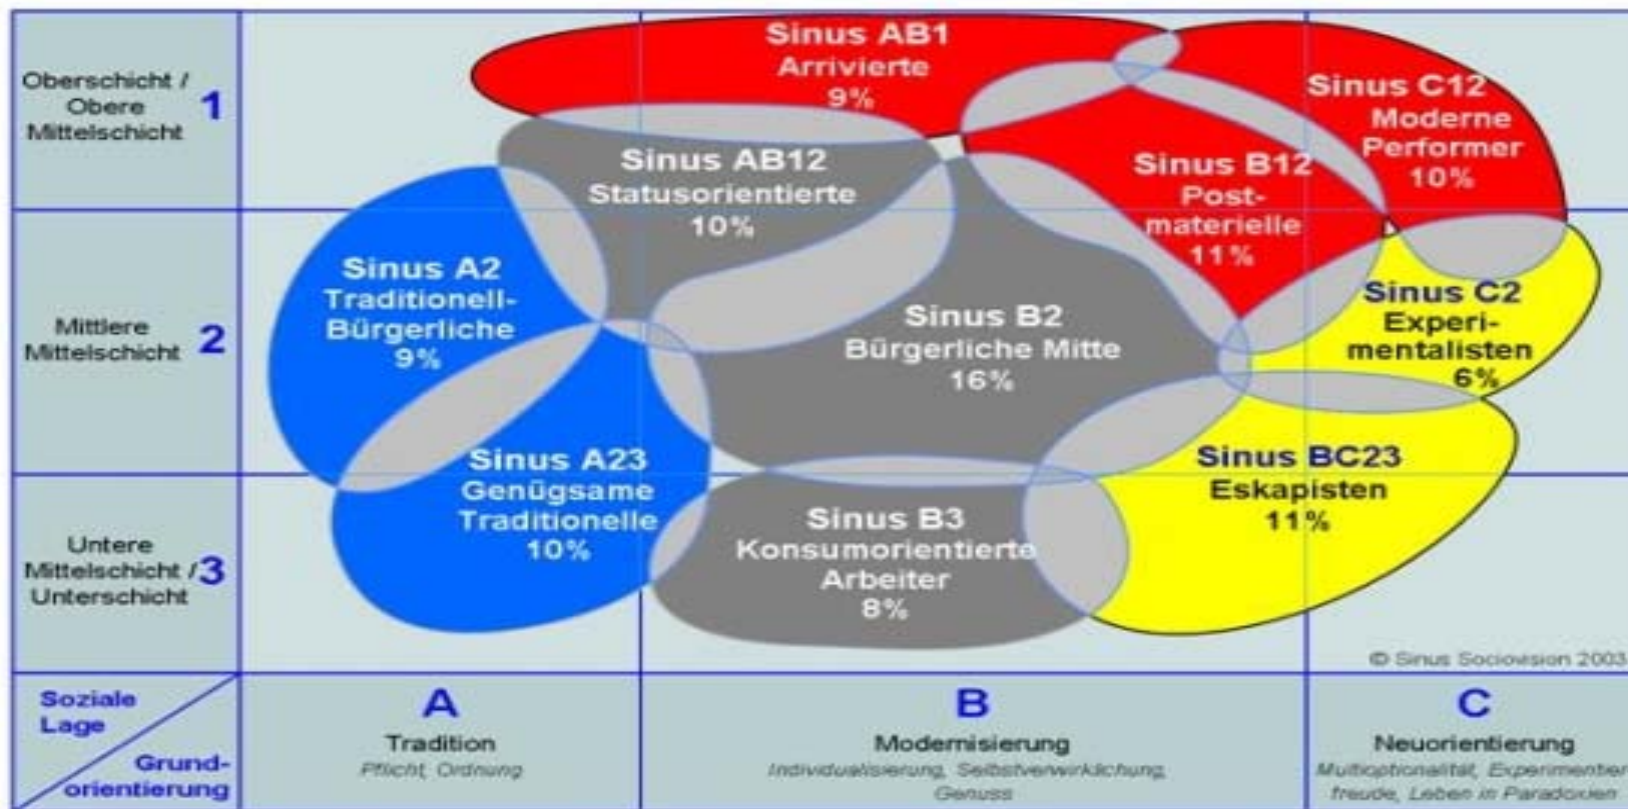 Oberschicht /
Obere
Mittelschicht
1
Mittlere
Mittelschicht
2
Untere
Mittelschicht /
Unterschicht
3
Sinus AB1
Arrivierte
9%
Sinus C12
Moderne
Performer
10%
Sinus AB12
Statusorientierte
10%
Sinus B12
Post-
materielle
11%
Sinus A2
Traditionell-
Bürgerliche
9%
Sinus B2
Bürgerliche Mitte
16%
Sinus C2
Experi-
mentalisten
6%
Sinus A23
Genügsame
Traditionelle
10%
Sinus B3
Konsumorientierte
Arbeiter
8%
Sinus BC23
Eskapisten
11%
© Sinus Sociovision 2003
Soziale
Lage
Grund-
orientierung
A
Tradition
Pflicht, Ordnung
B
Modernisierung
Individualisierung, Selbstverwirklichung,
Genuss
C
Neuorientierung
Multioptionalität, Experimentier
freude, Leben in Paradoxien